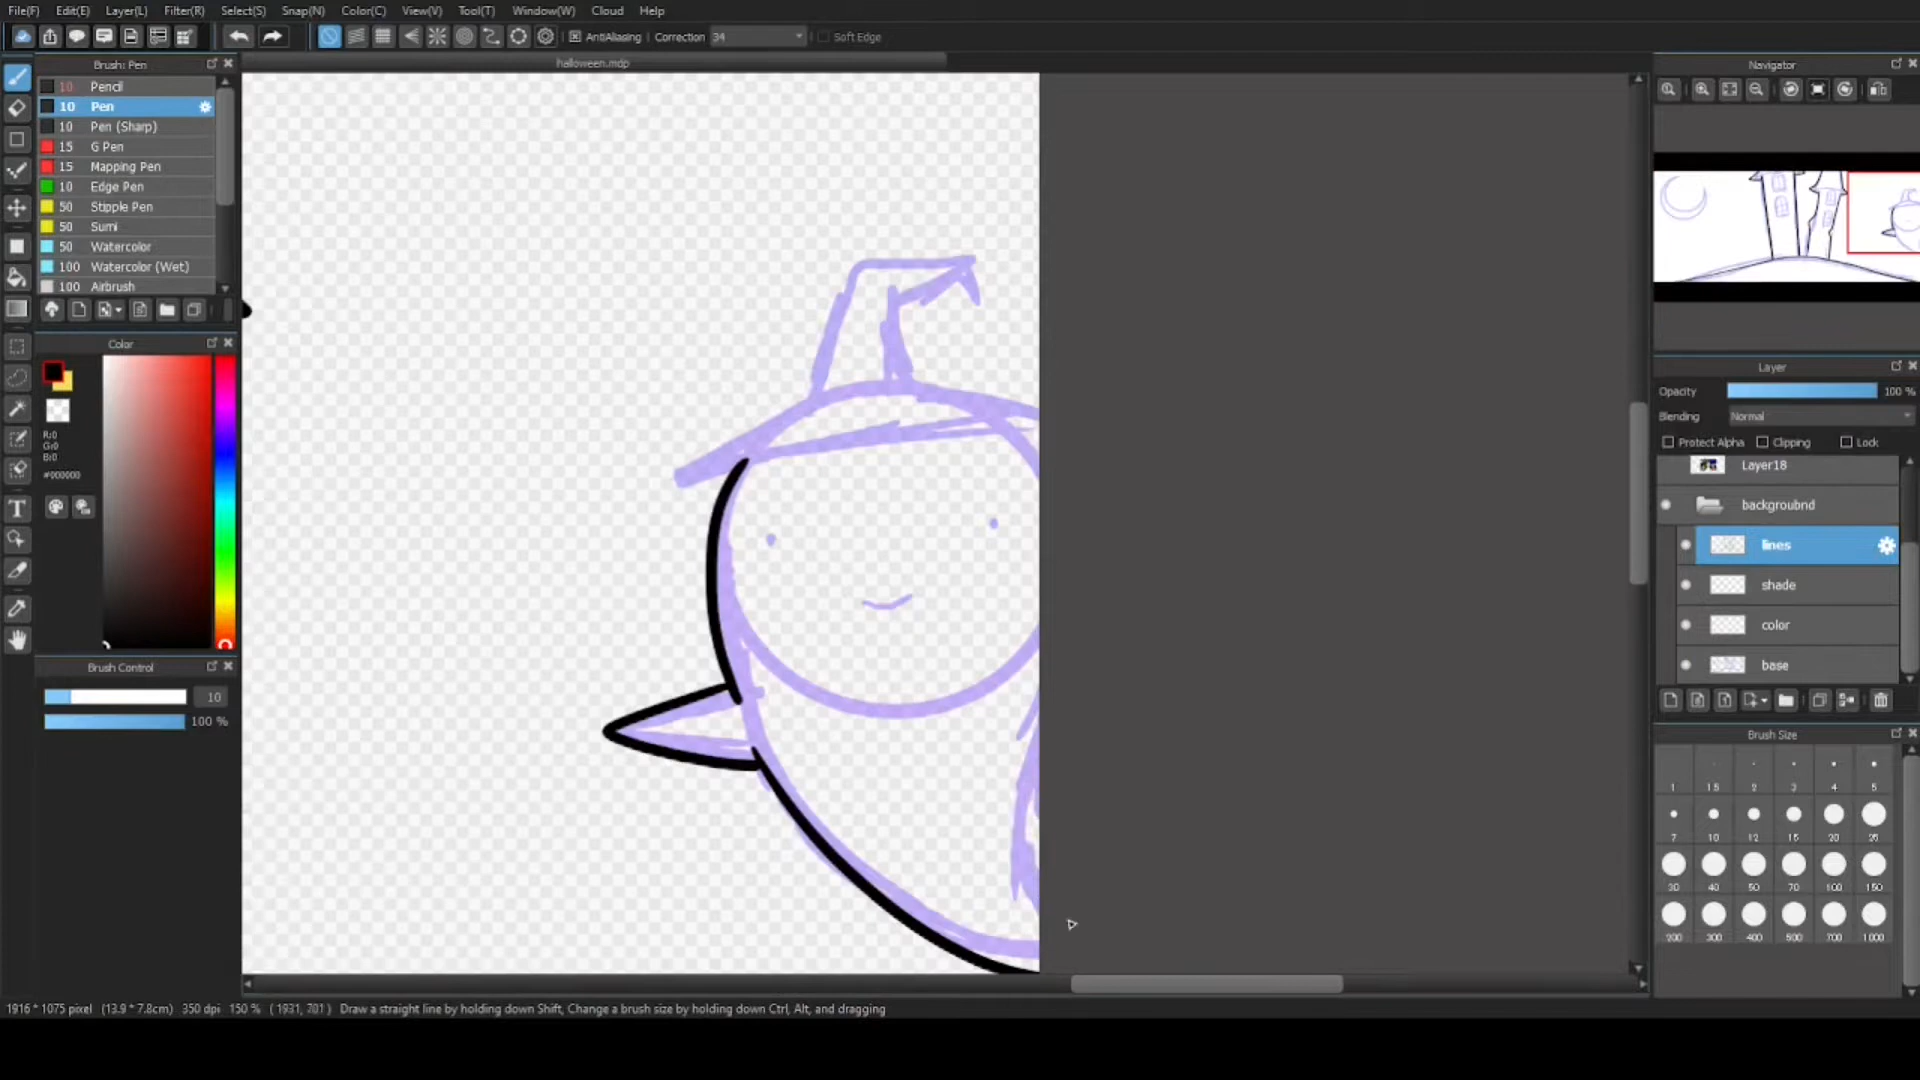 File(F) Edit(E) Layer(L) Filter(R) Select(S) Snap(N) Color(C) View(V) Tool(T) Window(W) Cloud Help
AntiAliasing Correction 34 Soft Edge
Brush: Pen
halloween.mdp
Navigator
10 Pencil
10 Pen
10 Pen (Sharp)
15 G Pen
15 Mapping Pen
10 Edge Pen
50 Stipple Pen
50 Sumi
50 Watercolor
100 Watercolor (Wet)
100 Airbrush
Color
R:0
G:0
B:0
#000000
Brush Control
10
100 %
Layer
Opacity 100 %
Blending Normal
Protect Alpha Clipping Lock
Layer18
backgroubnd
lines
shade
color
base
Brush Size
1 1.5 2 3 4 5
7 10 12 15 20 25
30 40 50 70 100 150
200 300 400 500 700 1000
1916 * 1075 pixel (13.9 * 7.8cm) 350 dpi 150 % ( 1931, 701 ) Draw a straight line by holding down Shift, Change a brush size by holding down Ctrl, Alt, and dragging